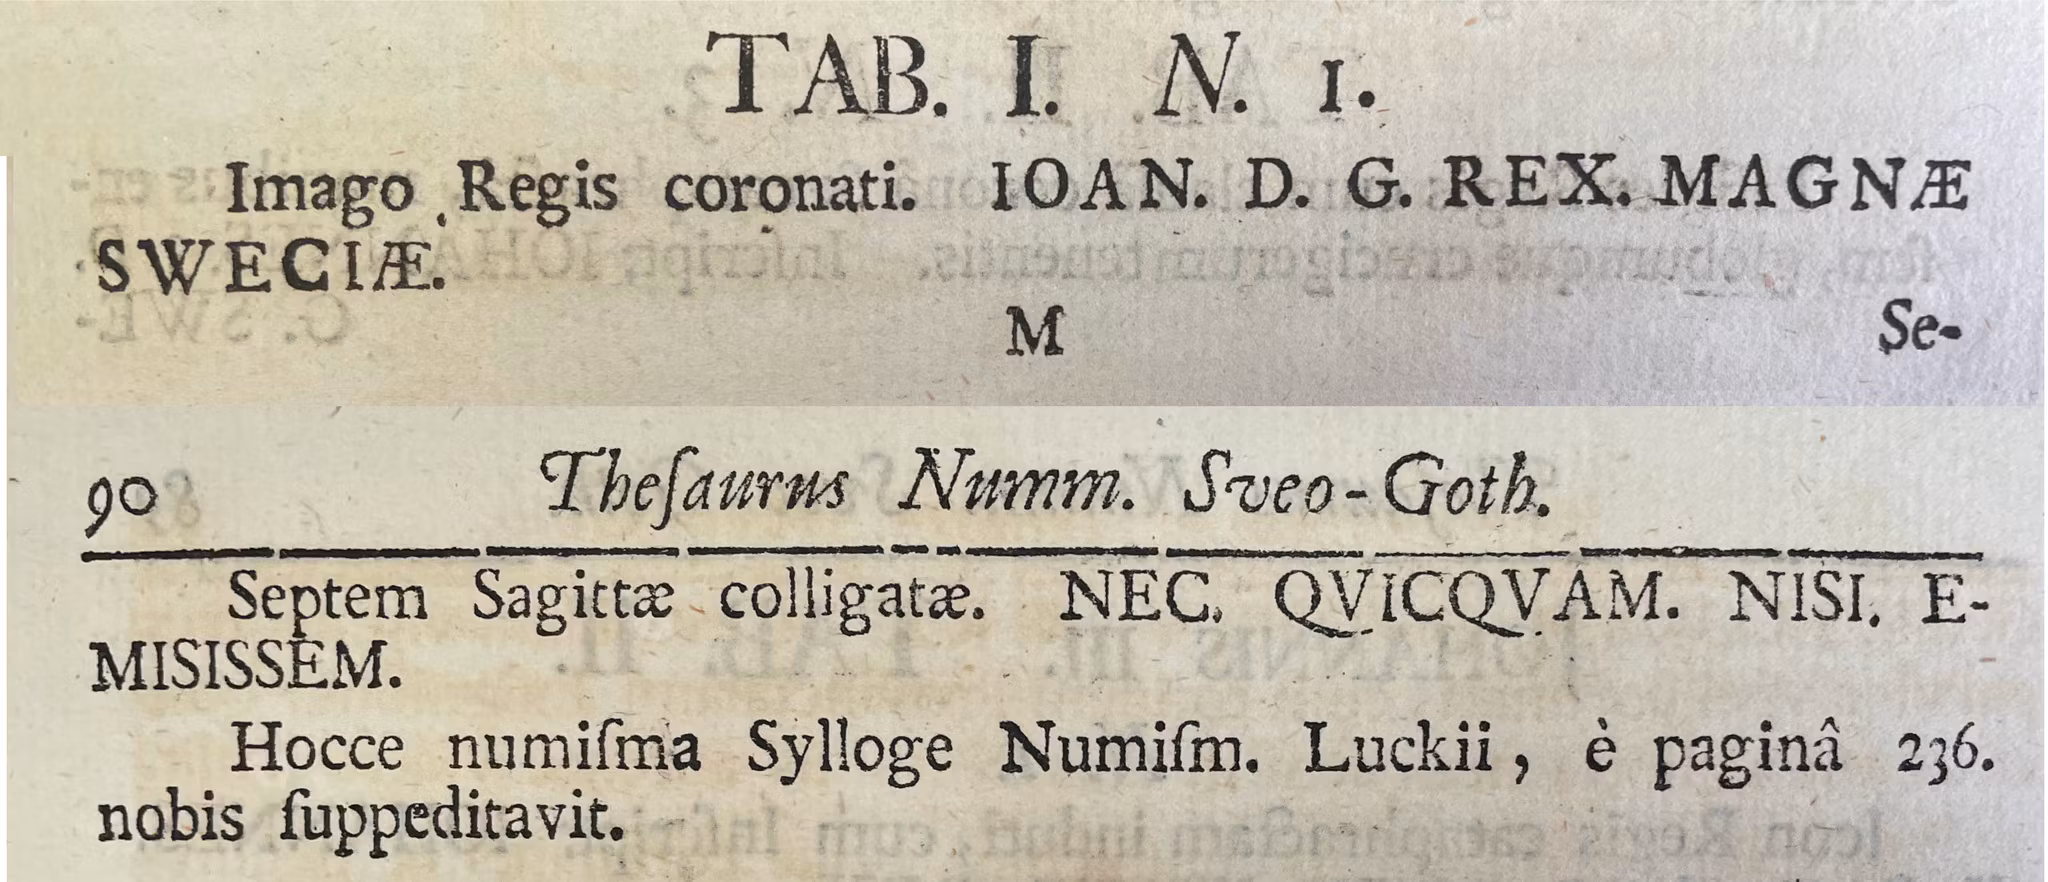 TAB. I. N. 1.
Imago Regis coronati. IOAN. D. G. REX. MAGNÆ
SWECIÆ.
M Se-
90 Theſaurus Numm. Sveo-Goth.
Septem Sagittæ colligatæ. NEC. QVICQVAM. NISI. E-
MISISSEM.
Hocce numiſma Sylloge Numiſm. Luckii, è paginâ 236.
nobis ſuppeditavit.